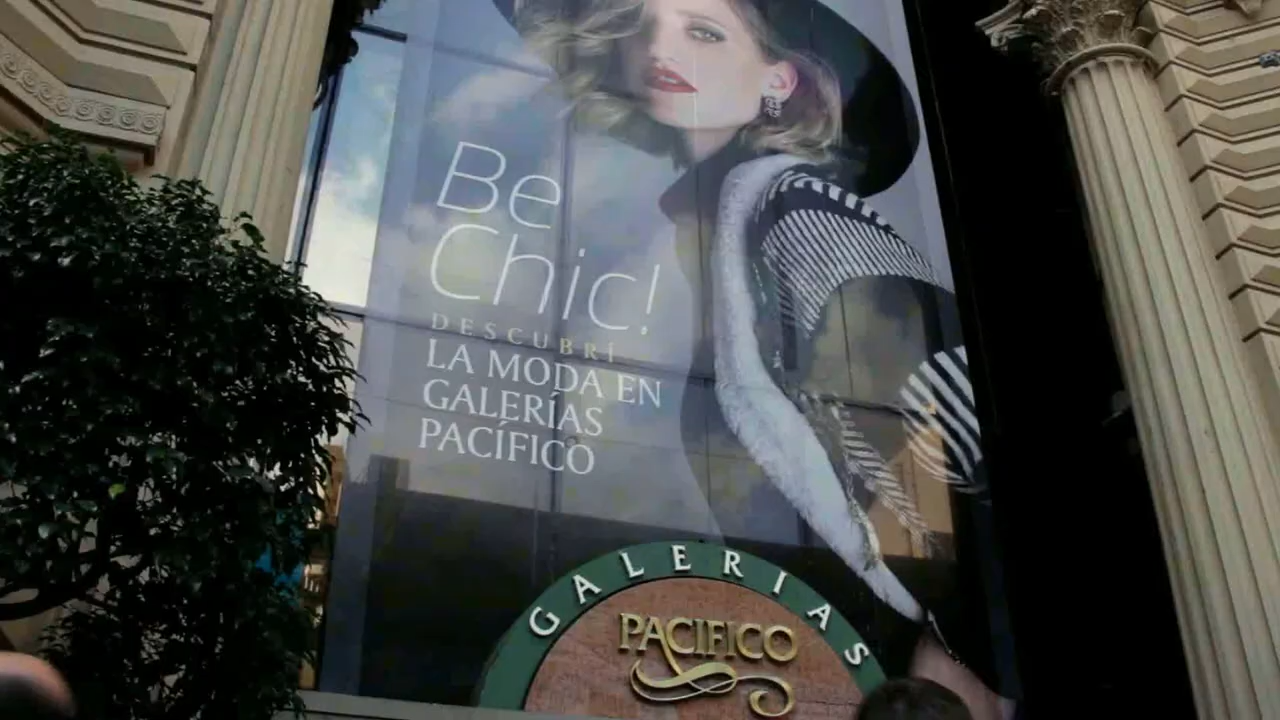 Be
Chic!
DESCUBRÍ
LA MODA EN
GALERÍAS
PACÍFICO
GALERIAS
PACIFICO